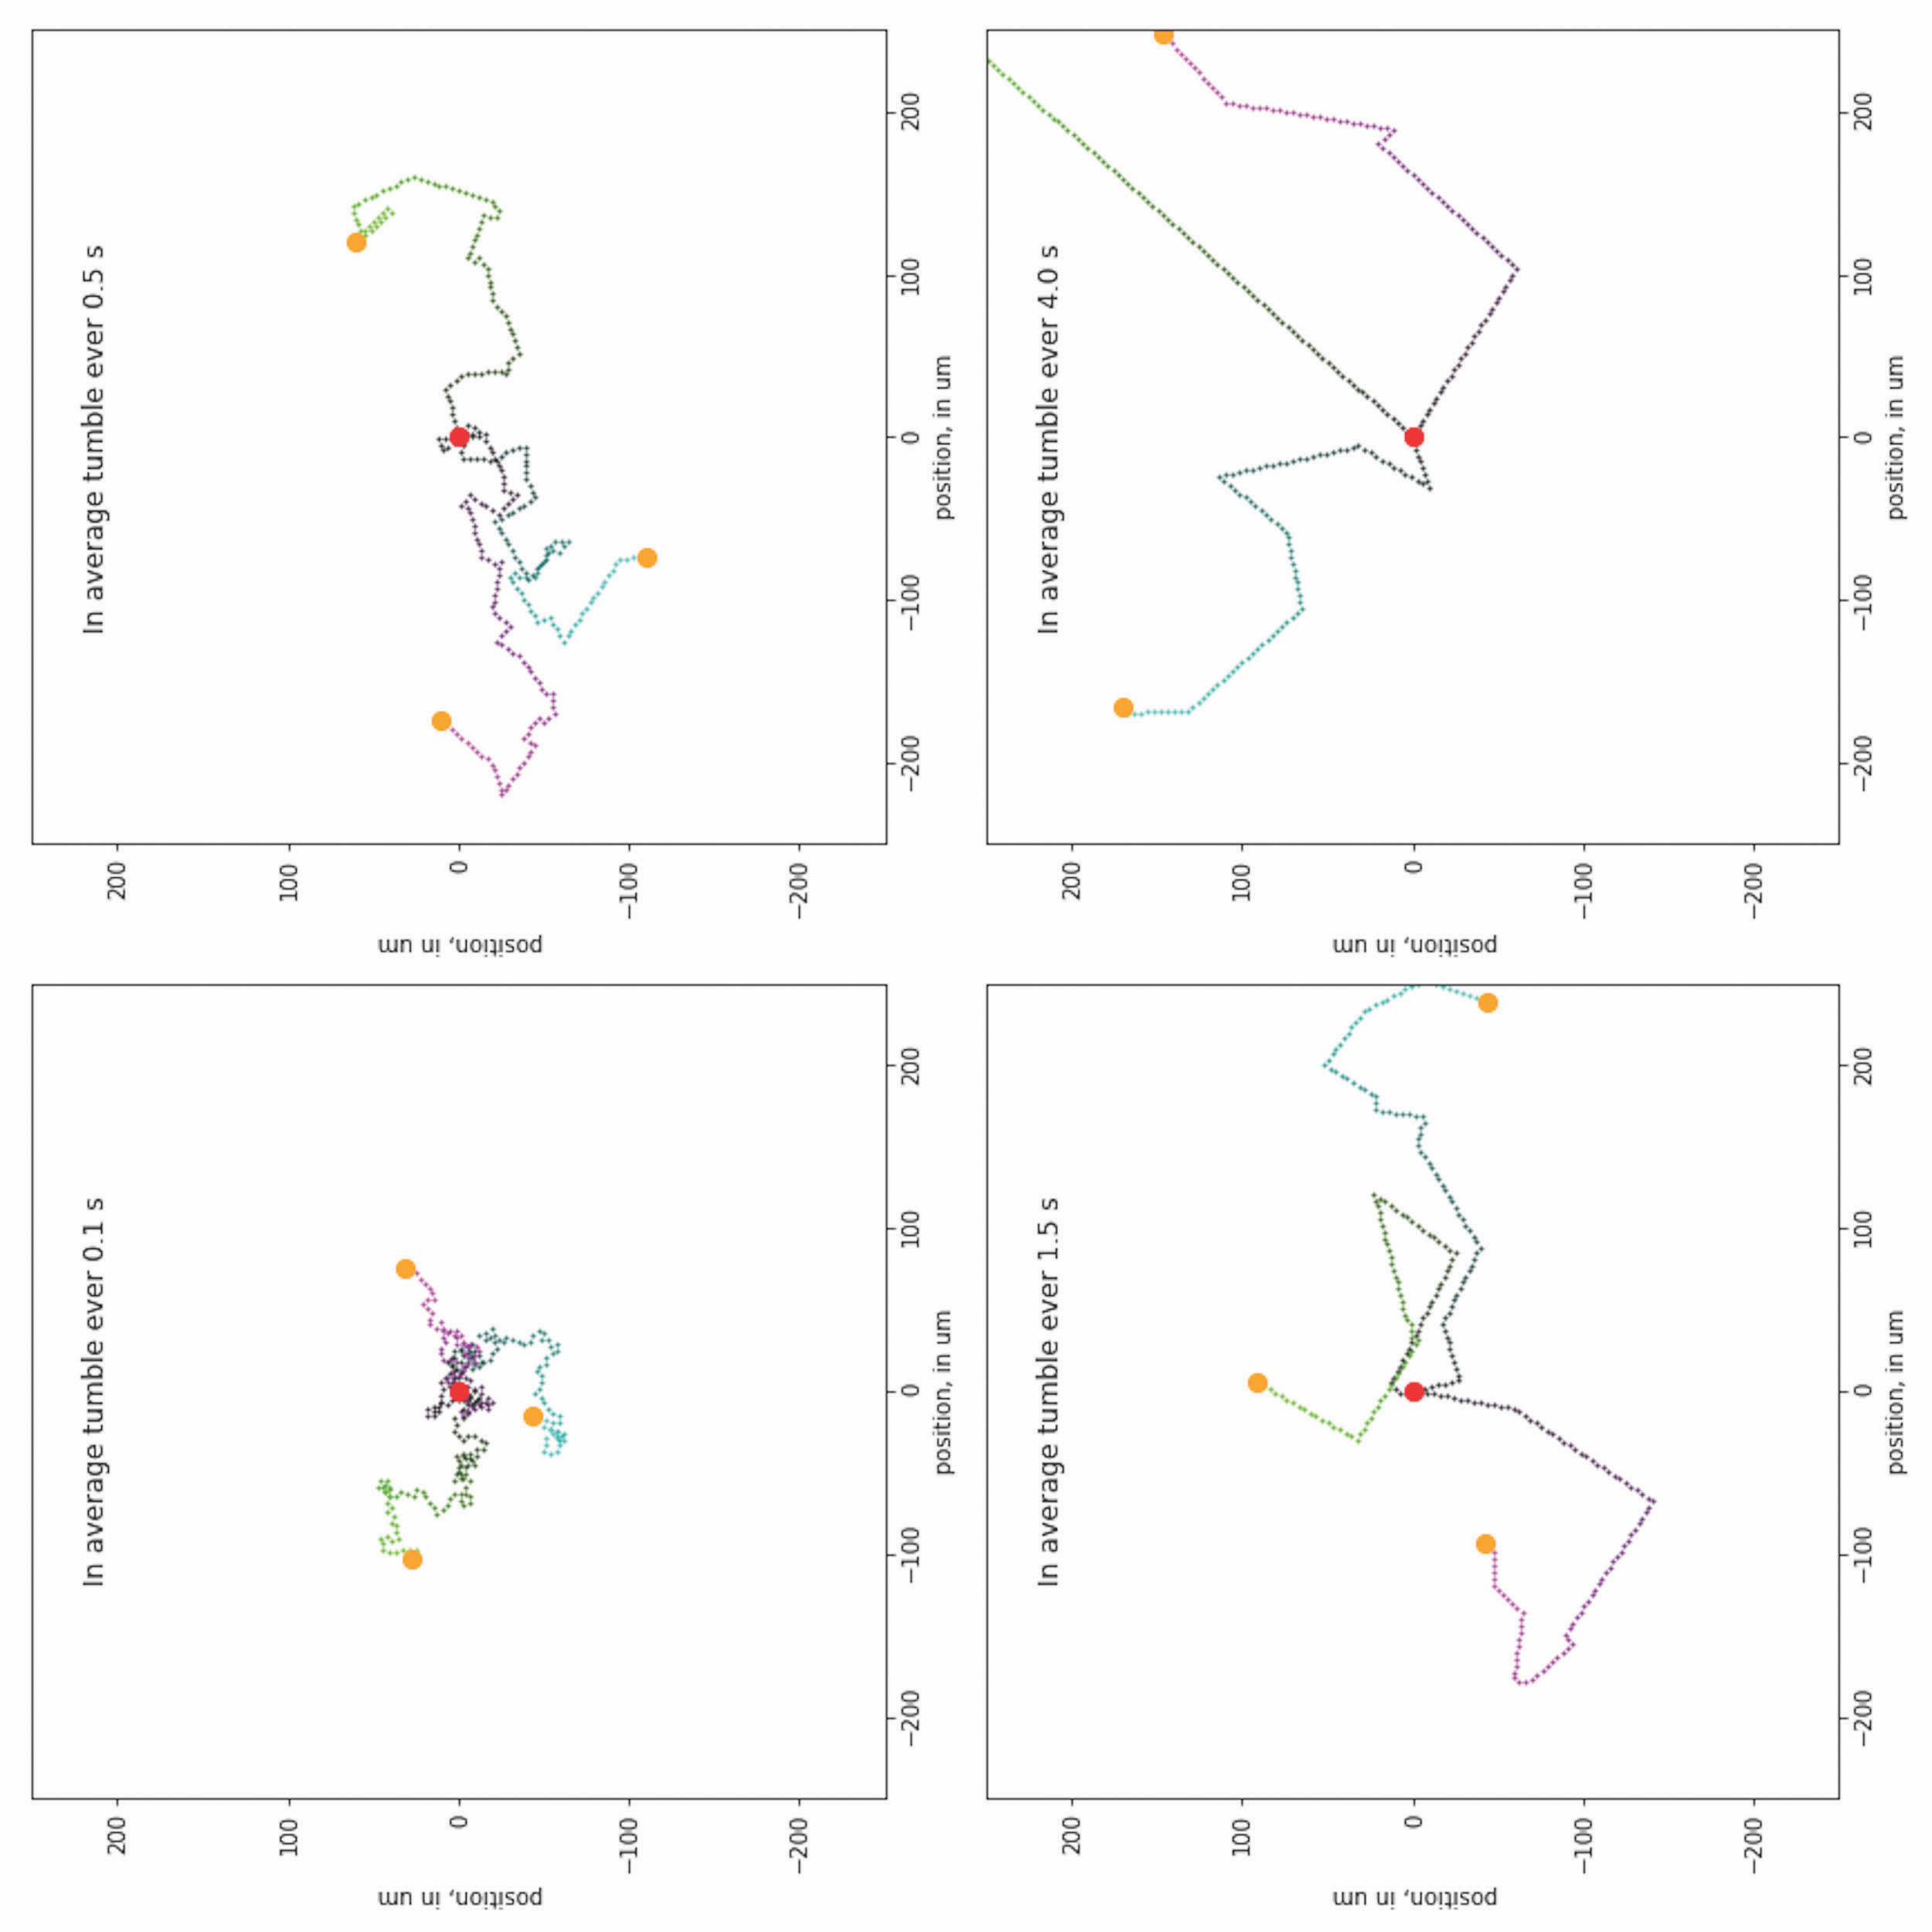 In average tumble ever 0.1 s
position, in um
200
100
0
−100
−200
−200 −100 0 100 200
position, in um
In average tumble ever 0.5 s
position, in um
200
100
0
−100
−200
−200 −100 0 100 200
position, in um
In average tumble ever 1.5 s
position, in um
200
100
0
−100
−200
−200 −100 0 100 200
position, in um
In average tumble ever 4.0 s
position, in um
200
100
0
−100
−200
−200 −100 0 100 200
position, in um